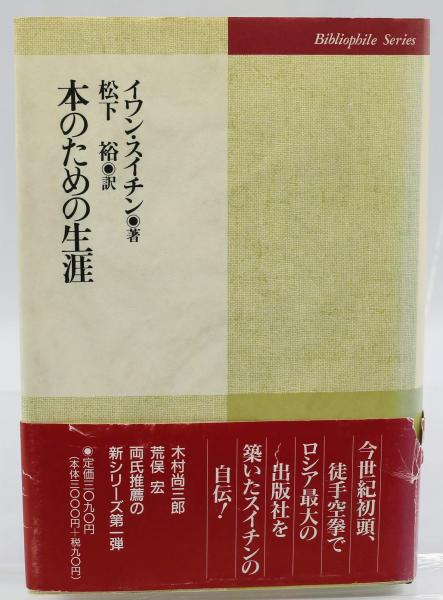 Bibliophile Series
イワン・スイチン◉著
松下 裕◉訳
本のための生涯
今世紀初頭、
徒手空拳で
ロシア最大の
出版社を
築いたスイチンの
自伝!
木村尚三郎
荒俣 宏
両氏推薦の
新シリーズ第一弾
◉定価三〇九〇円
(本体三〇〇〇円+税九〇円)